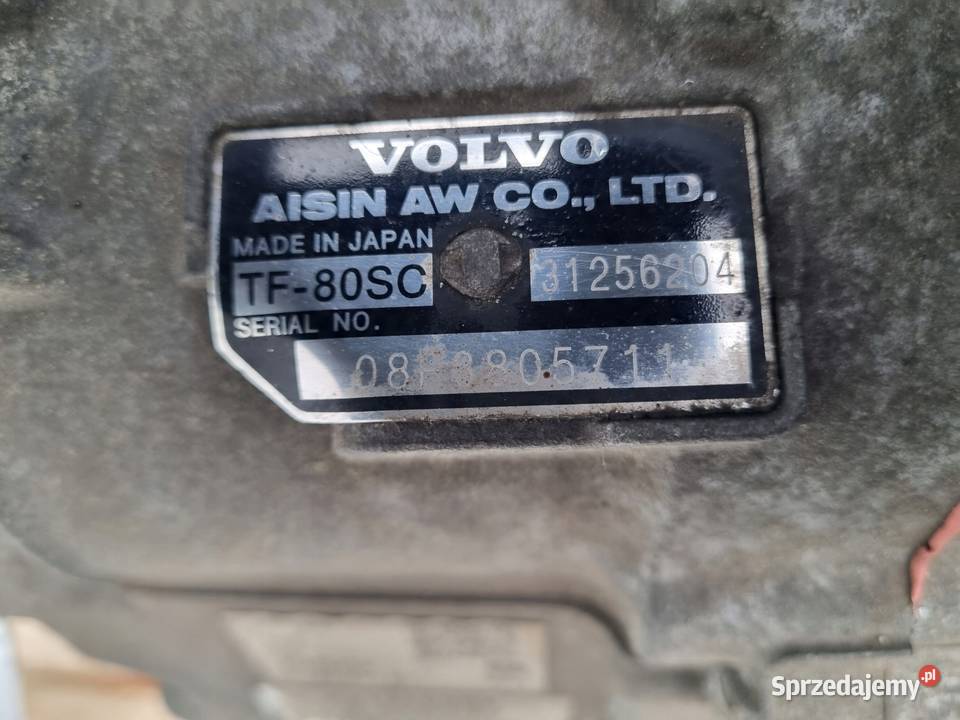 VOLVO
AISIN AW CO., LTD.
MADE IN JAPAN
TF-80SC
31256204
SERIAL NO.
Sprzedajemy.pl